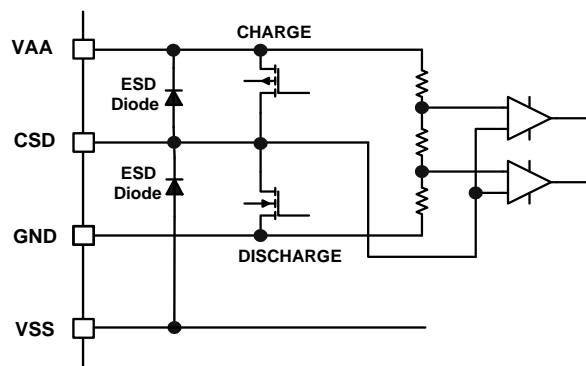 VAA
CHARGE
ESD
Diode
CSD
ESD
Diode
GND
DISCHARGE
VSS